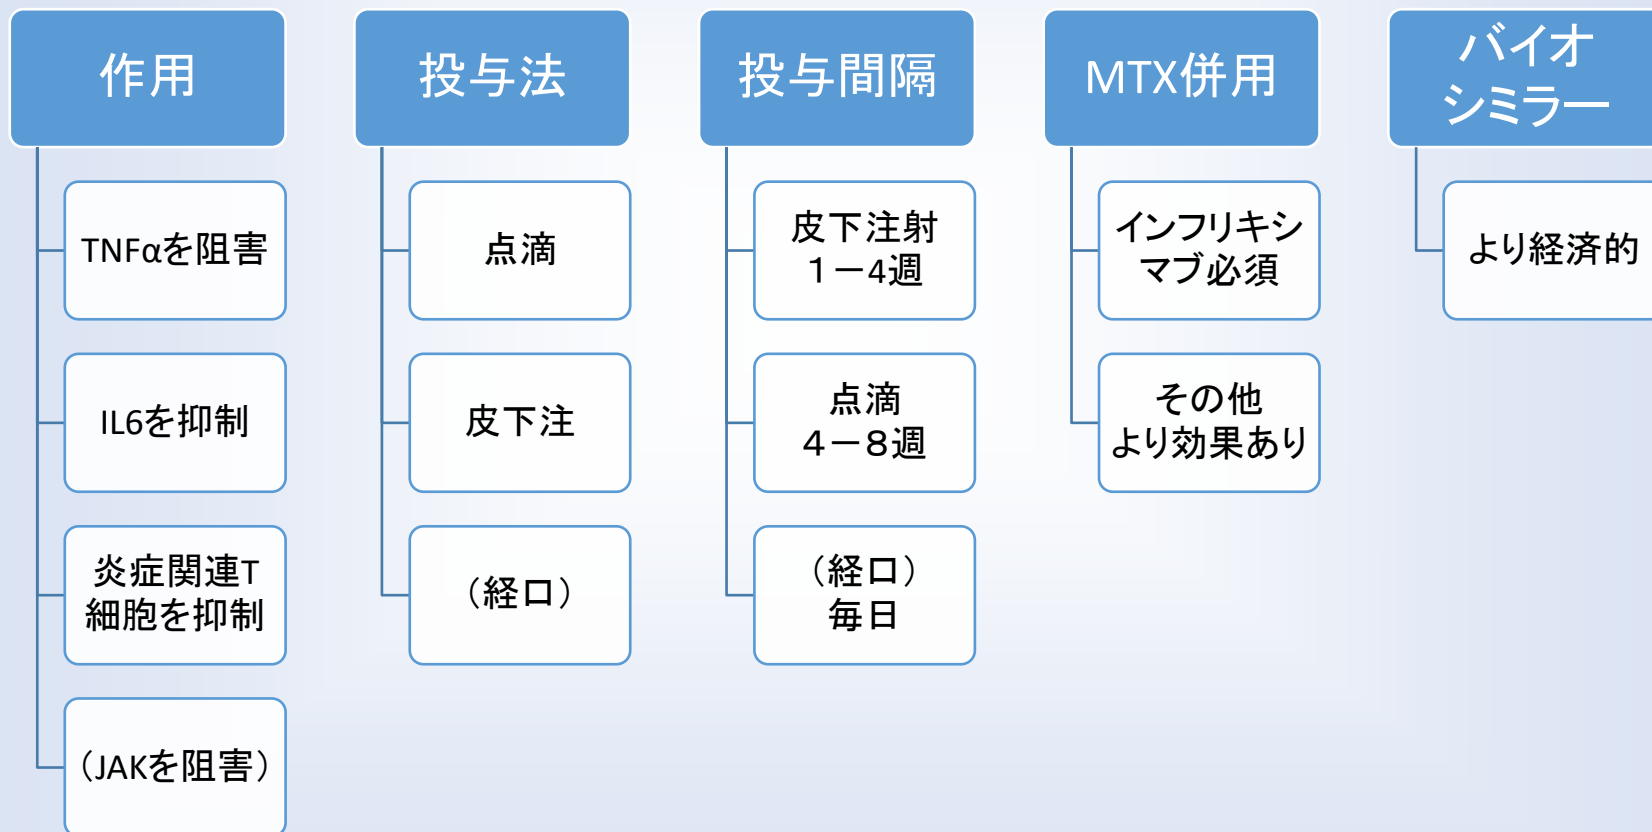 作用
TNFαを阻害
IL6を抑制
炎症関連T
細胞を抑制
（JAKを阻害）
投与法
点滴
皮下注
（経口）
投与間隔
皮下注射
１－4週
点滴
４－８週
（経口）
毎日
MTX併用
インフリキシ
マブ必須
その他
より効果あり
バイオ
シミラー
より経済的